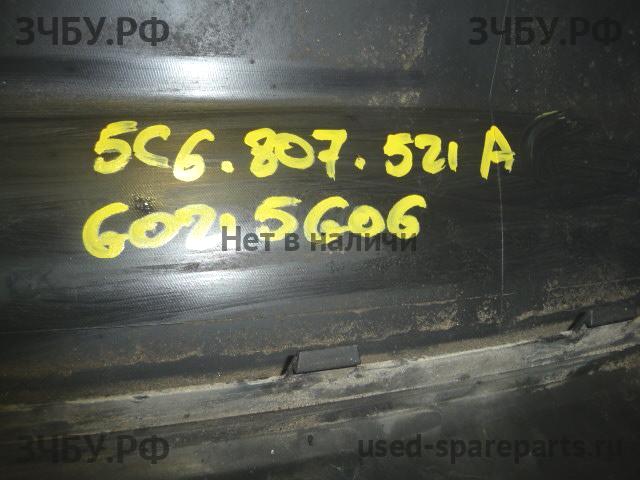 ЗЧБУ.РФ ЗЧБУ.РФ
5C6.807.521 A
602.5606
Нет в наличи
ЗЧБУ.РФ used-spareparts.ru